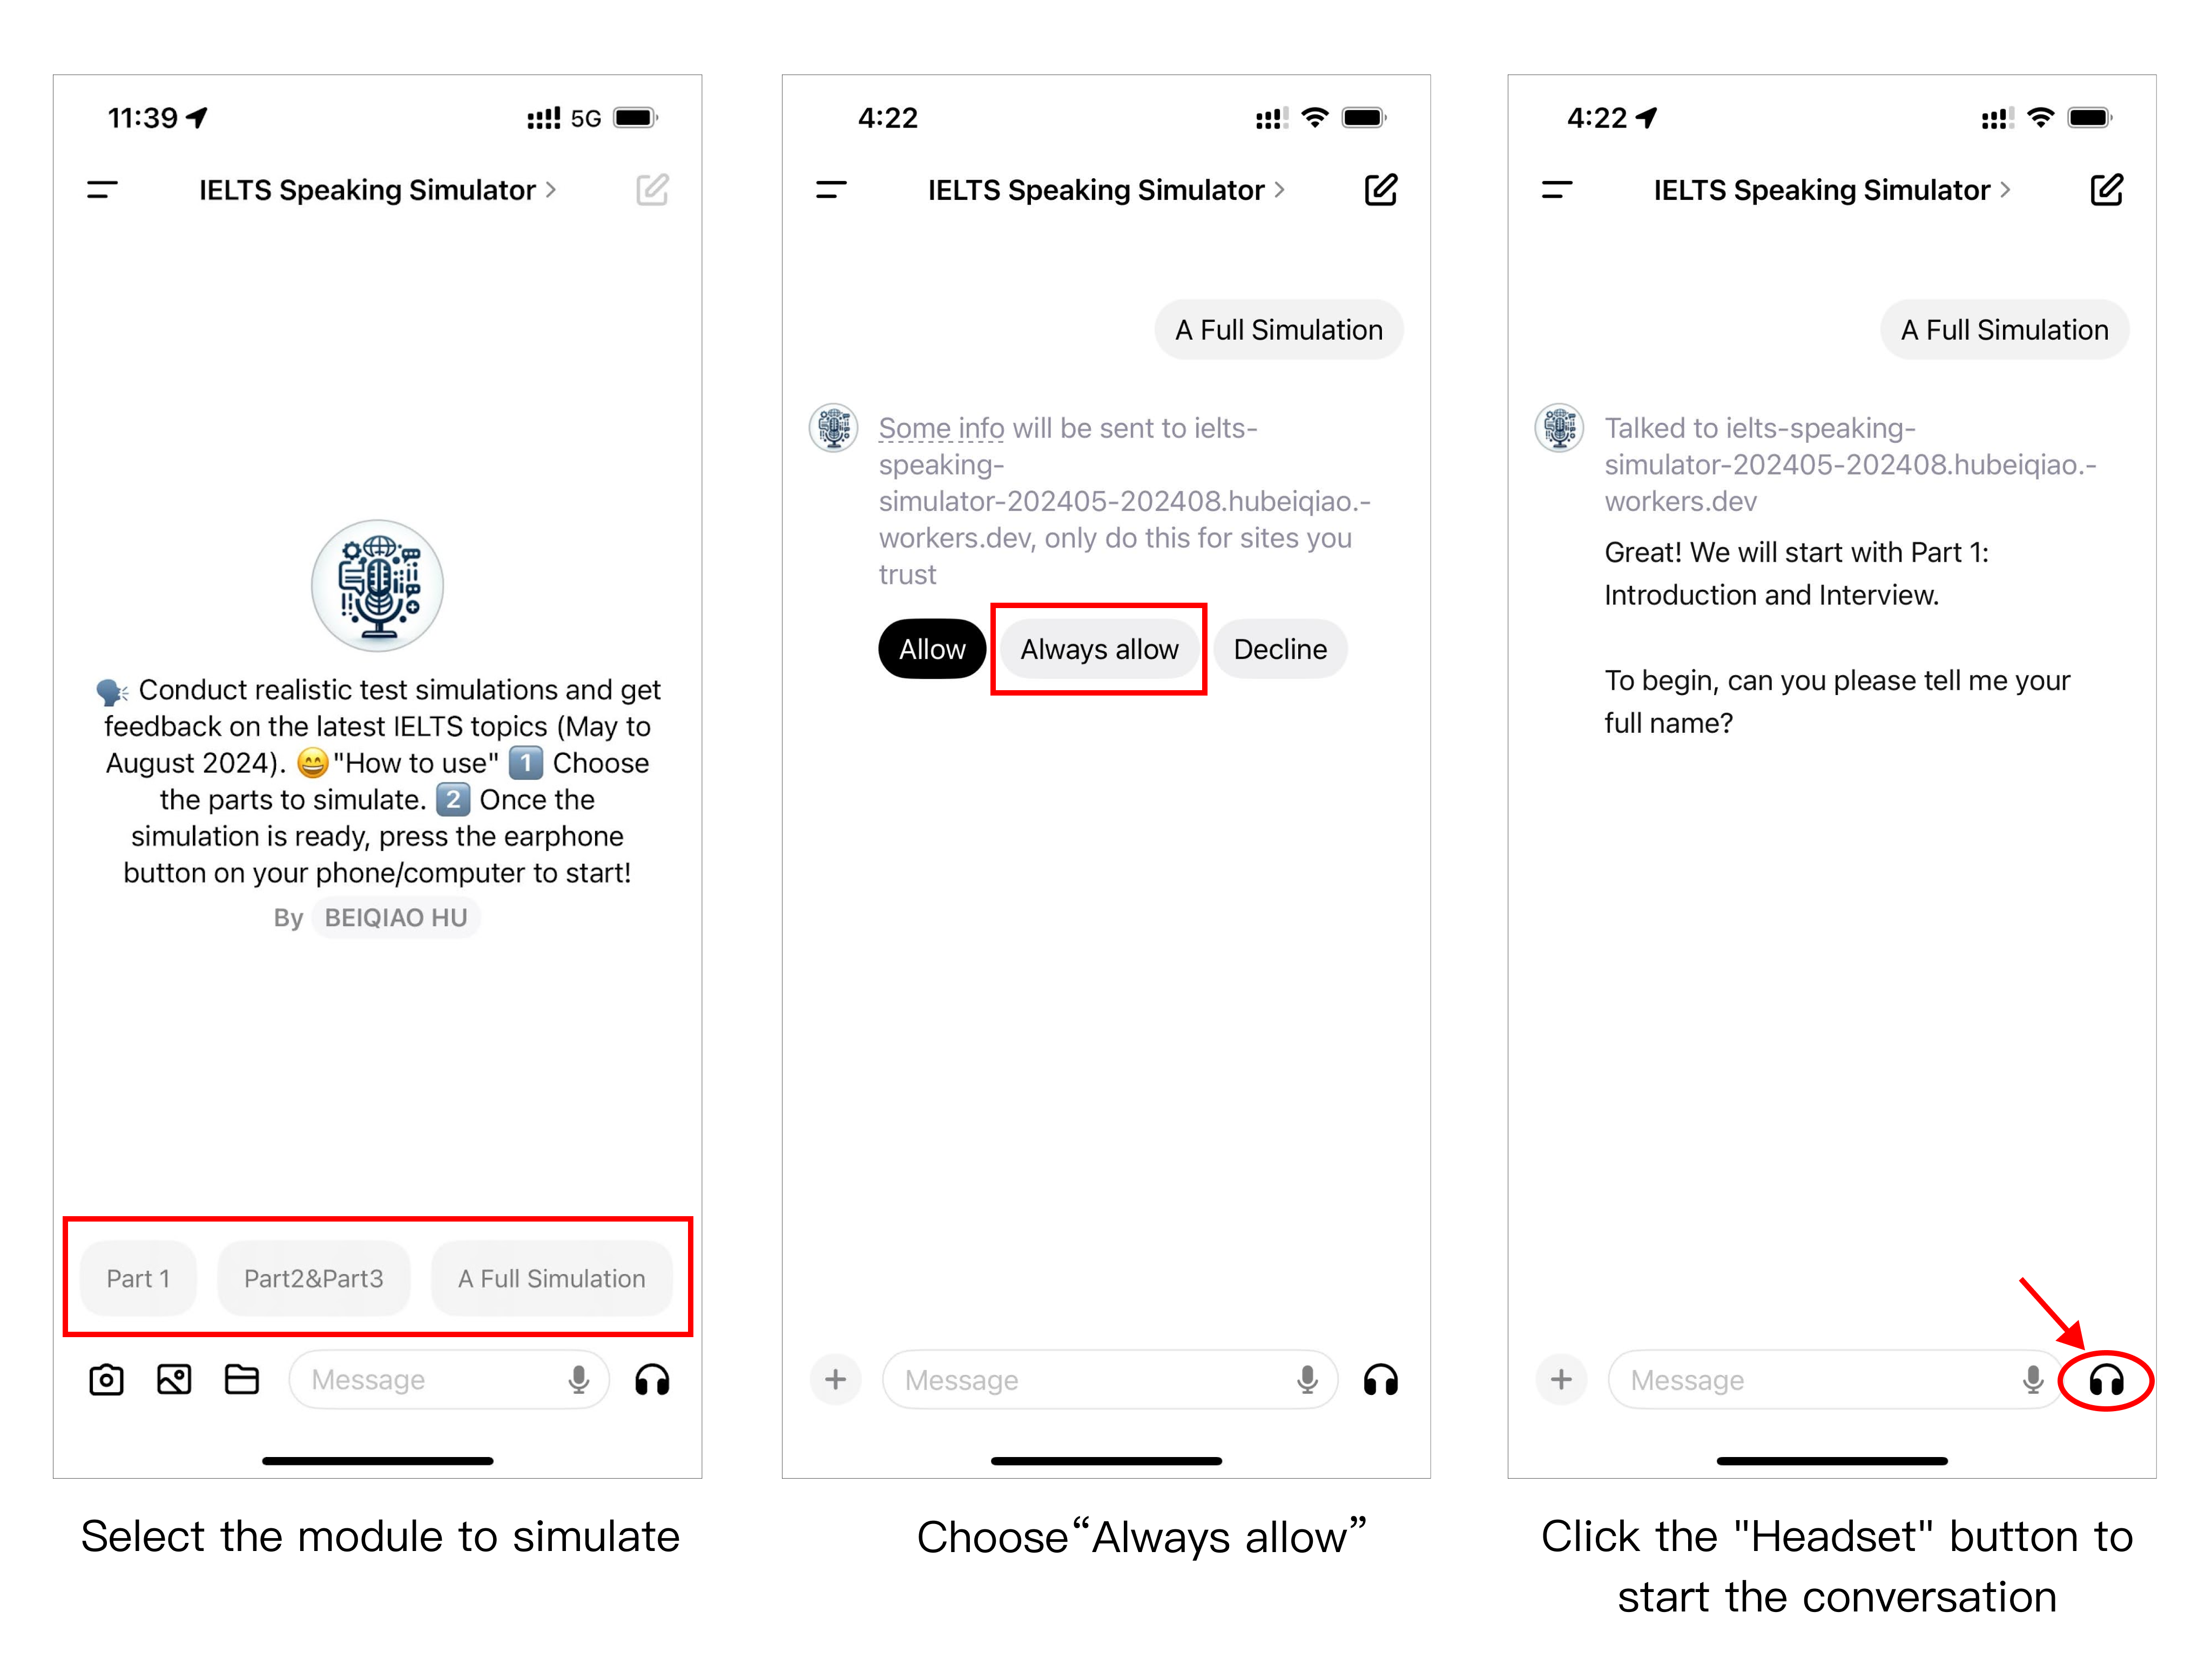 11:39
5G
IELTS Speaking Simulator >
🗣 Conduct realistic test simulations and get
feedback on the latest IELTS topics (May to
August 2024). 😄"How to use" 1️⃣ Choose
the parts to simulate. 2️⃣ Once the
simulation is ready, press the earphone
button on your phone/computer to start!
By BEIQIAO HU
Part 1
Part2&Part3
A Full Simulation
Message
Select the module to simulate
4:22
IELTS Speaking Simulator >
A Full Simulation
Some info will be sent to ielts-
speaking-
simulator-202405-202408.hubeiqiao.-
workers.dev, only do this for sites you
trust
Allow
Always allow
Decline
Message
Choose“Always allow”
4:22
IELTS Speaking Simulator >
A Full Simulation
Talked to ielts-speaking-
simulator-202405-202408.hubeiqiao.-
workers.dev
Great! We will start with Part 1:
Introduction and Interview.
To begin, can you please tell me your
full name?
Message
Click the "Headset" button to
start the conversation